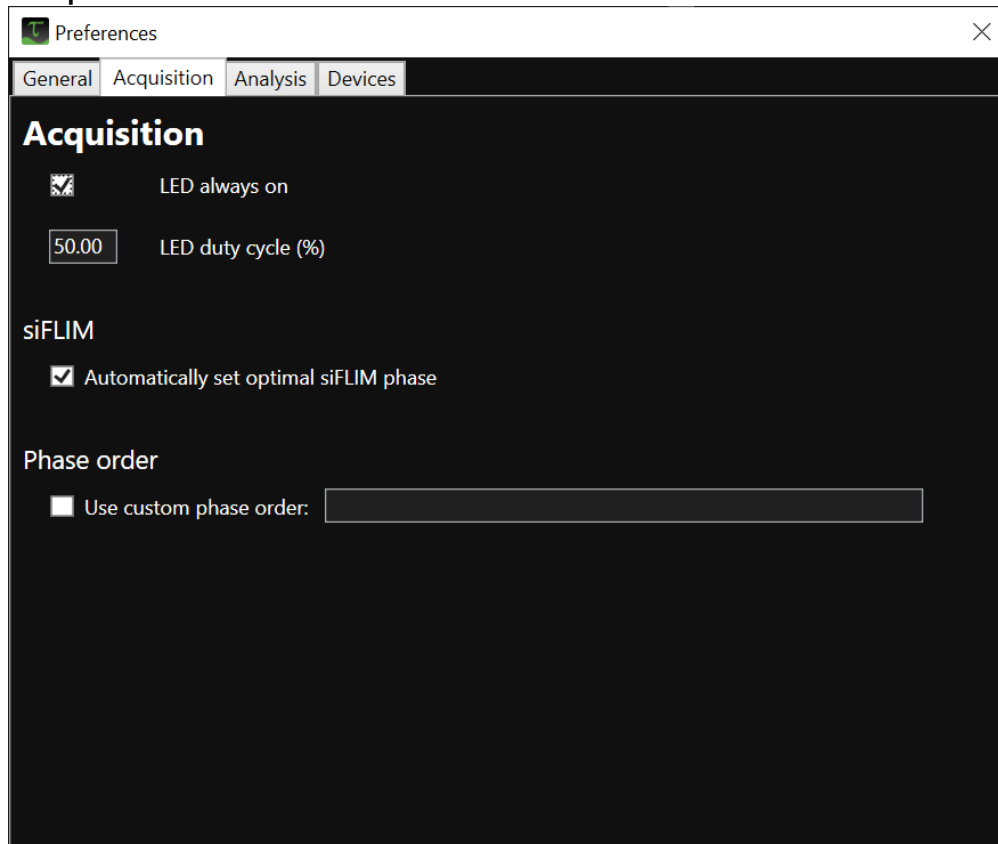 Preferences
General Acquisition Analysis Devices
Acquisition
LED always on
50.00 LED duty cycle (%)
siFLIM
Automatically set optimal siFLIM phase
Phase order
Use custom phase order: